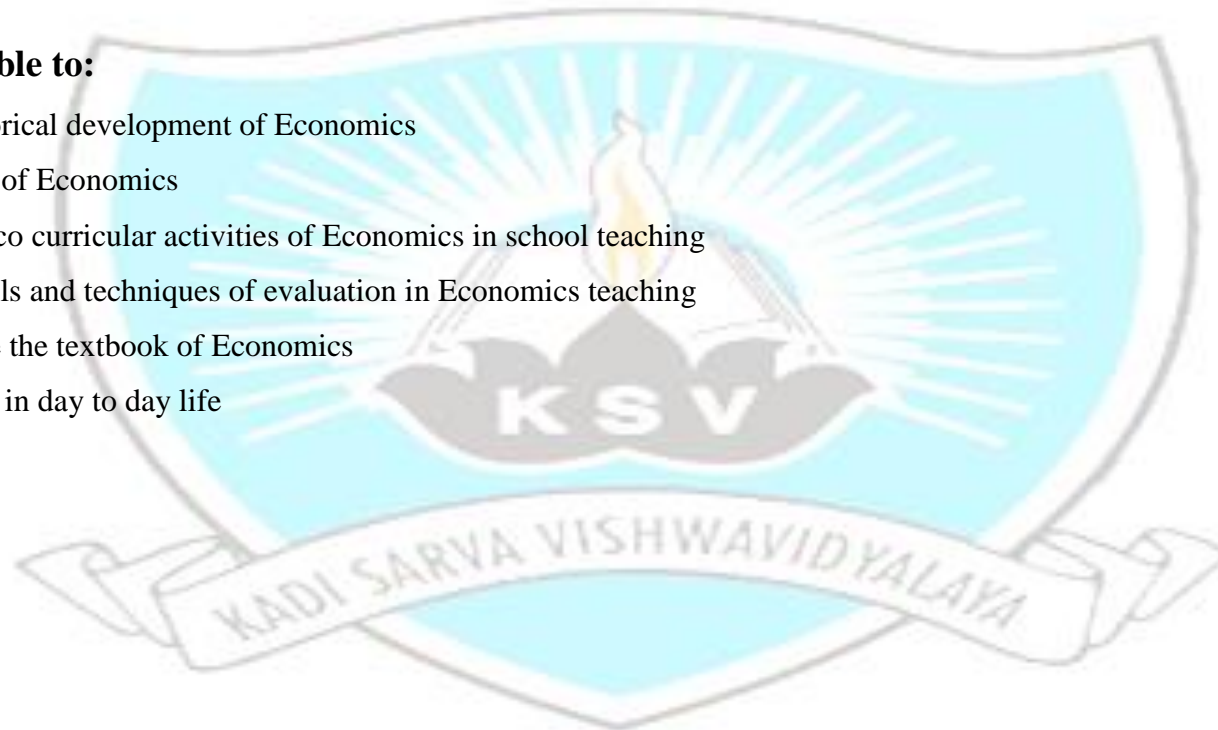 ble to:
orical development of Economics
of Economics
co curricular activities of Economics in school teaching
ls and techniques of evaluation in Economics teaching
the textbook of Economics
in day to day life
KSV
KADI SARVA VISHWAVIDYALAYA